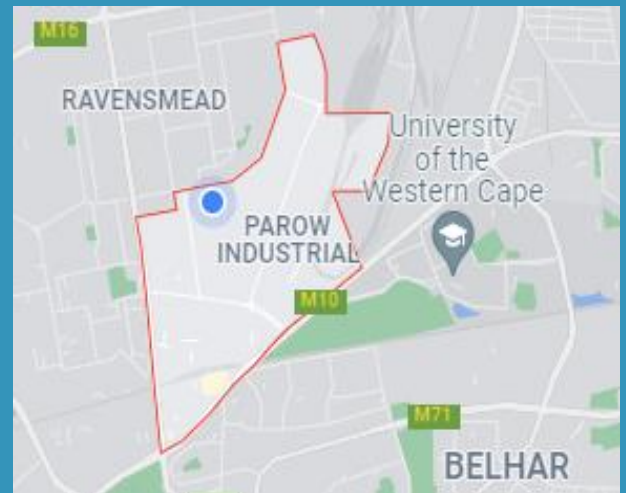 M16
RAVENSMEAD
University
of the
Western Cape
PAROW
INDUSTRIAL
M10
M71
BELHAR